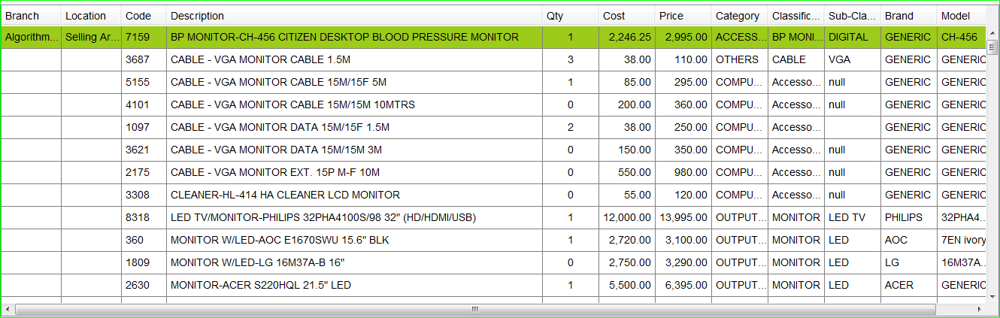 Branch Location Code Description Qty Cost Price Category Classific... Sub-Cla... Brand Model
Algorithm... Selling Ar... 7159 BP MONITOR-CH-456 CITIZEN DESKTOP BLOOD PRESSURE MONITOR 1 2,246.25 2,995.00 ACCESS... BP MONI... DIGITAL GENERIC CH-456
3687 CABLE - VGA MONITOR CABLE 1.5M 3 38.00 110.00 OTHERS CABLE VGA GENERIC GENERIC
5155 CABLE - VGA MONITOR CABLE 15M/15F 5M 1 85.00 295.00 COMPU... Accesso... null GENERIC GENERIC
4101 CABLE - VGA MONITOR CABLE 15M/15M 10MTRS 0 200.00 360.00 COMPU... Accesso... null GENERIC GENERIC
1097 CABLE - VGA MONITOR DATA 15M/15F 1.5M 2 38.00 250.00 COMPU... Accesso... GENERIC GENERIC
3621 CABLE - VGA MONITOR DATA 15M/15M 3M 0 150.00 350.00 COMPU... Accesso... null GENERIC GENERIC
2175 CABLE - VGA MONITOR EXT. 15P M-F 10M 0 550.00 980.00 COMPU... Accesso... null GENERIC GENERIC
3308 CLEANER-HL-414 HA CLEANER LCD MONITOR 0 55.00 120.00 COMPU... Accesso... null GENERIC GENERIC
8318 LED TV/MONITOR-PHILIPS 32PHA4100S/98 32" (HD/HDMI/USB) 1 12,000.00 13,995.00 OUTPUT... MONITOR LED TV PHILIPS 32PHA4...
360 MONITOR W/LED-AOC E1670SWU 15.6" BLK 1 2,720.00 3,100.00 OUTPUT... MONITOR LED AOC 7EN ivory
1809 MONITOR W/LED-LG 16M37A-B 16" 0 2,750.00 3,290.00 OUTPUT... MONITOR LED LG 16M37A...
2630 MONITOR-ACER S220HQL 21.5" LED 1 5,500.00 6,395.00 OUTPUT... MONITOR LED ACER GENERIC